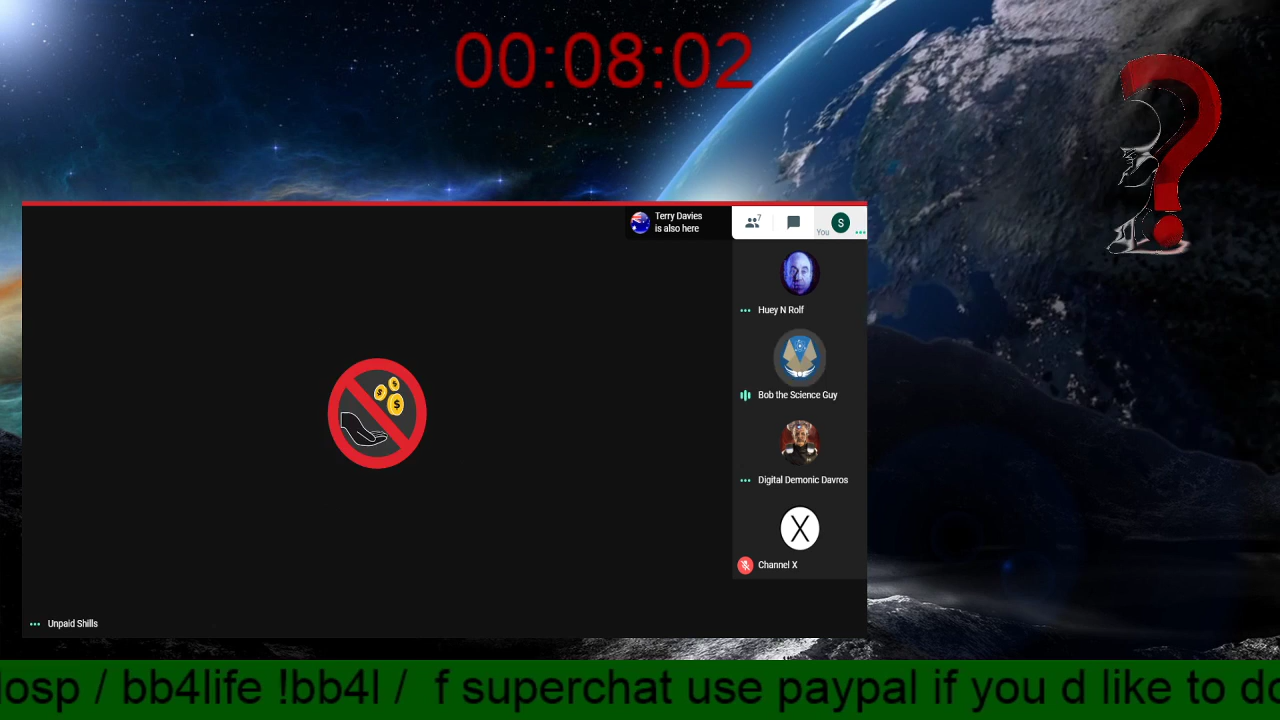 00:08:02
Terry Davies
is also here
7
You
S
Huey N Rolf
Bob the Science Guy
Digital Demonic Davros
X
Channel X
Unpaid Shills
losp / bb4life !bb4l / f superchat use paypal if you d like to do